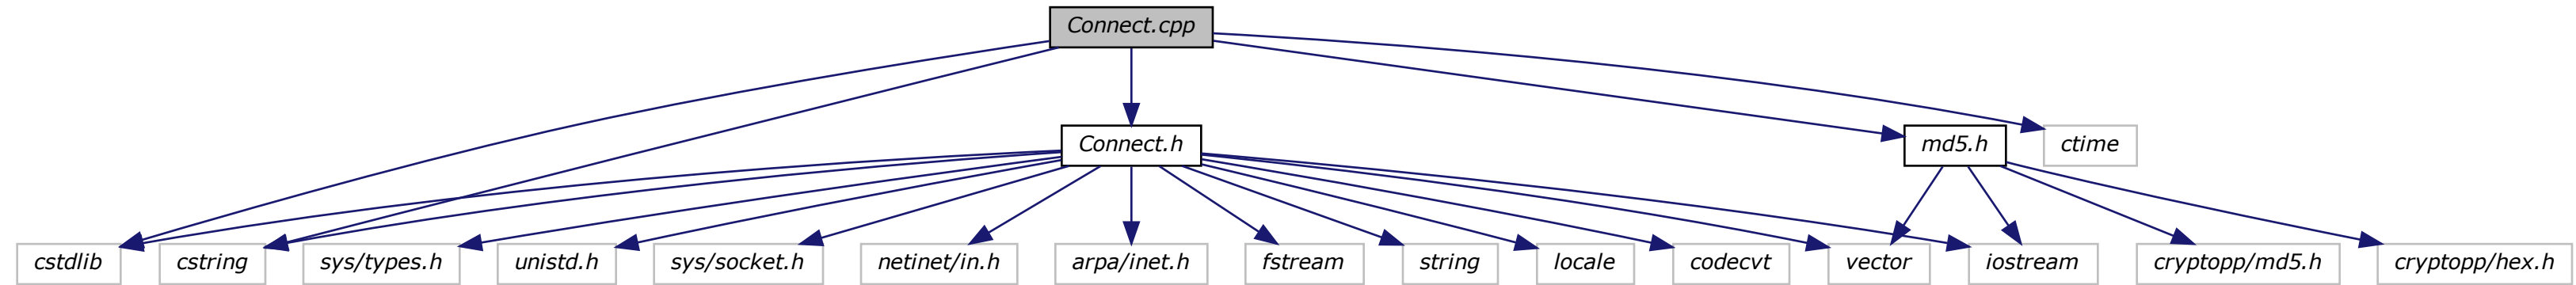 Connect.cpp
Connect.h
md5.h
ctime
cstdlib
cstring
sys/types.h
unistd.h
sys/socket.h
netinet/in.h
arpa/inet.h
fstream
string
locale
codecvt
vector
iostream
cryptopp/md5.h
cryptopp/hex.h